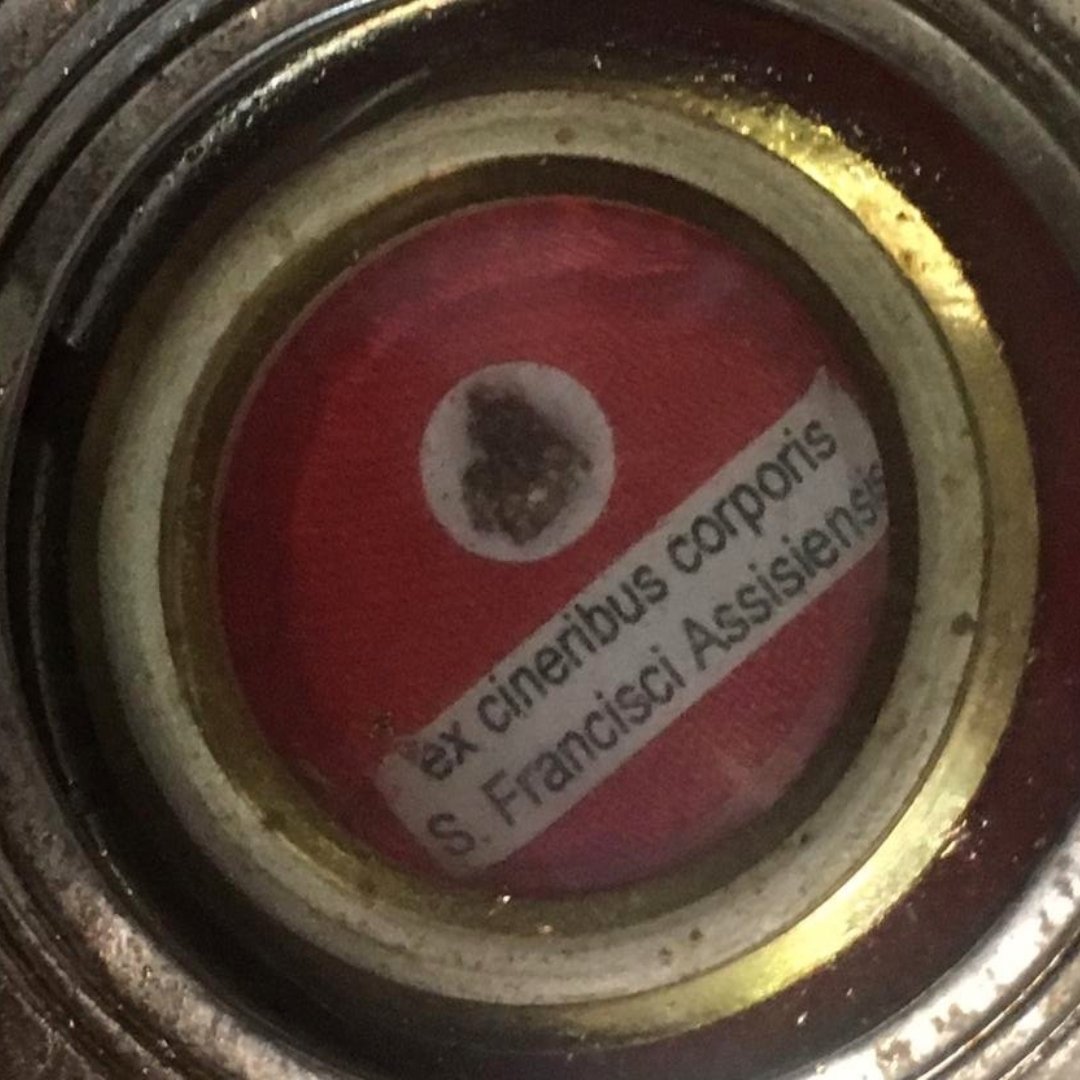 ex cineribus corporis
S. Francisci Assisiensis